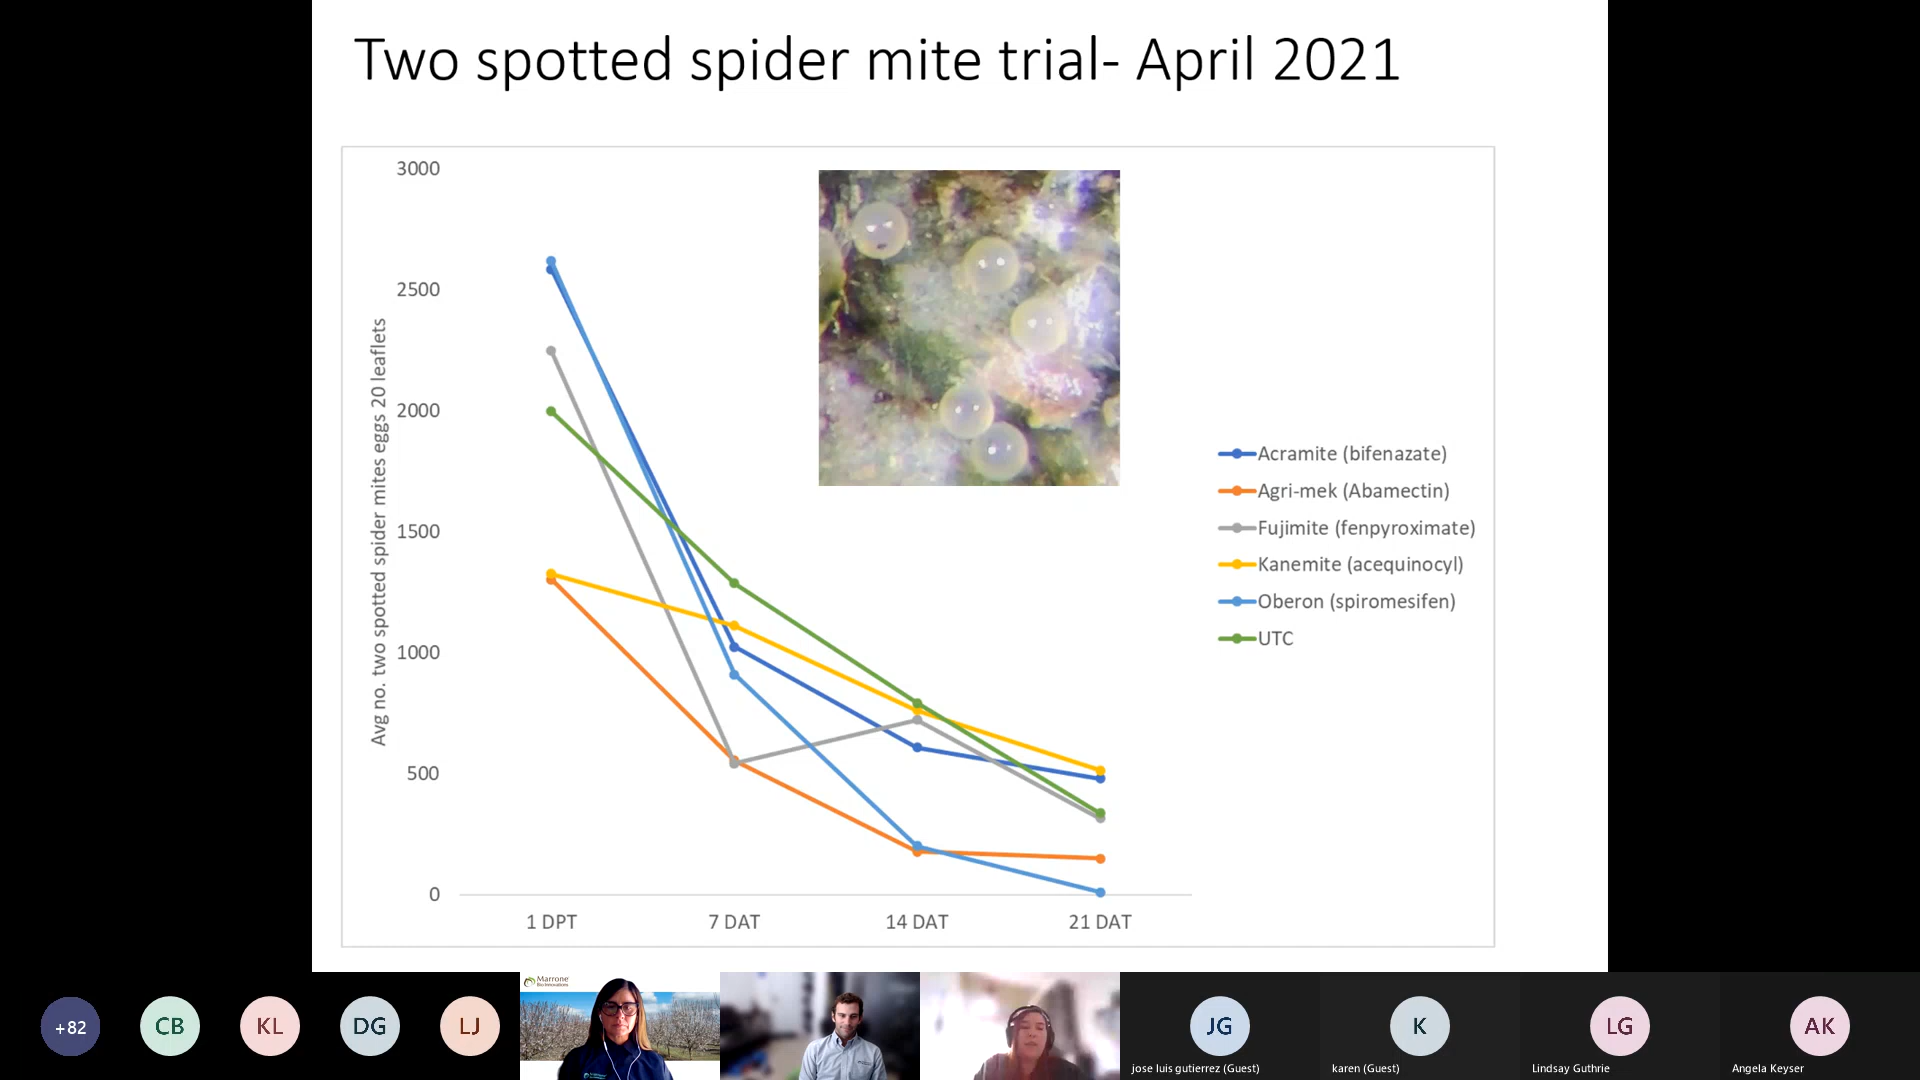 Two spotted spider mite trial- April 2021
Avg no. two spotted spider mites eggs 20 leaflets
3000
2500
2000
1500
1000
500
0
1 DPT
7 DAT
14 DAT
21 DAT
Acramite (bifenazate)
Agri-mek (Abamectin)
Fujimite (fenpyroximate)
Kanemite (acequinocyl)
Oberon (spiromesifen)
UTC
+82
CB
KL
DG
LJ
Marrone
Bio Innovations
JG
jose luis gutierrez (Guest)
K
karen (Guest)
LG
Lindsay Guthrie
AK
Angela Keyser